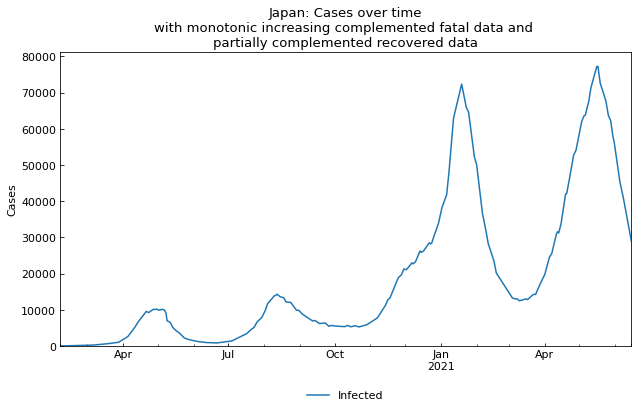 Japan: Cases over time
with monotonic increasing complemented fatal data and
partially complemented recovered data
80000
70000
60000
50000
40000
30000
20000
10000
0
Cases
Apr
Jul
Oct
Jan
2021
Apr
Infected